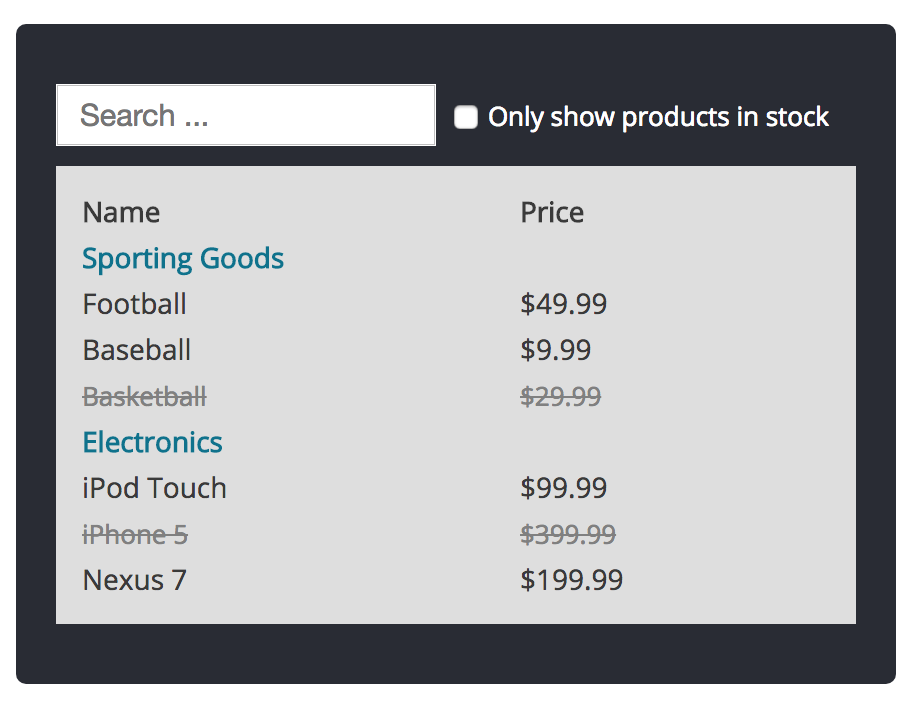 Search ...
Only show products in stock
Name Price
Sporting Goods
Football $49.99
Baseball $9.99
Basketball $29.99
Electronics
iPod Touch $99.99
iPhone 5 $399.99
Nexus 7 $199.99